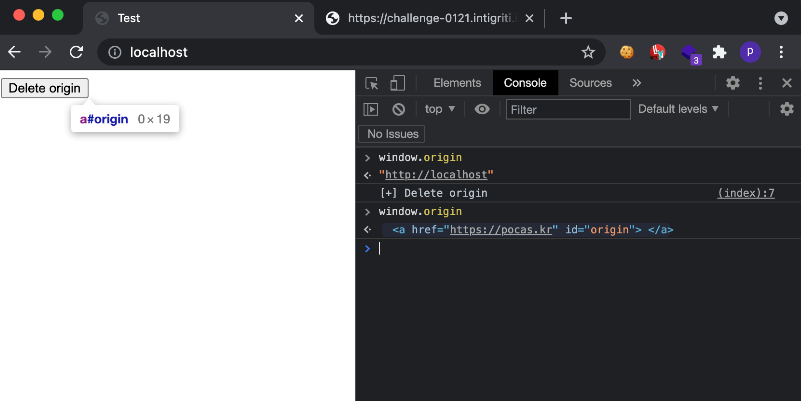 Test
https://challenge-0121.intigriti.
localhost
3
p
Delete origin
a#origin 0 × 19
Elements Console Sources »
top Filter Default levels
No Issues
> window.origin
"http://localhost"
[+] Delete origin (index):7
> window.origin
<a href="https://pocas.kr" id="origin"> </a>
>